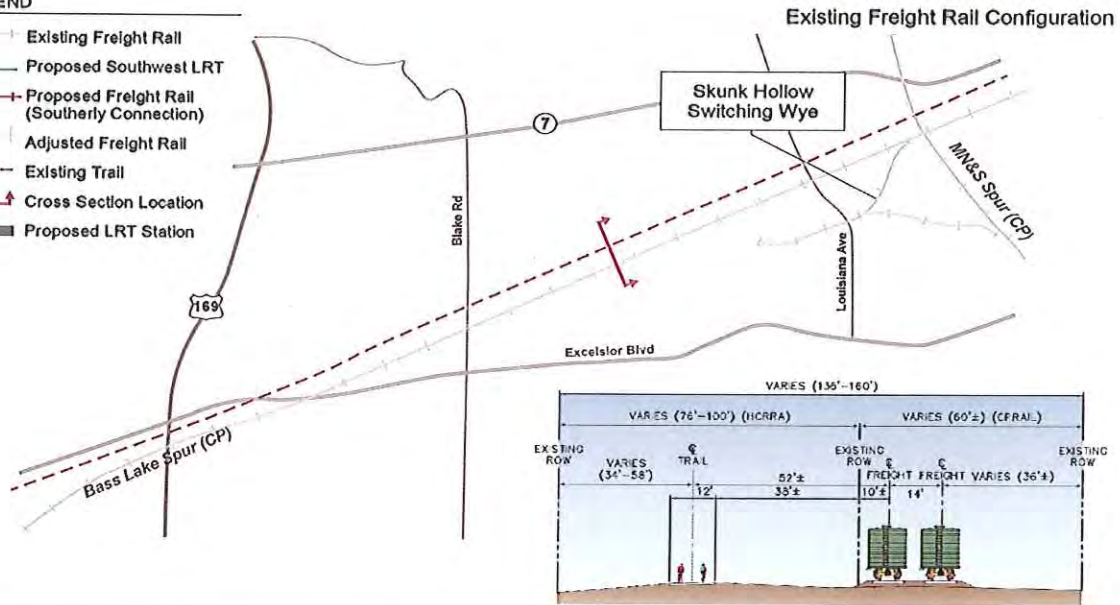 END
Existing Freight Rail
Proposed Southwest LRT
Proposed Freight Rail
(Southerly Connection)
Adjusted Freight Rail
Existing Trail
Cross Section Location
Proposed LRT Station
Existing Freight Rail Configuration
Skunk Hollow
Switching Wye
7
MN&S Spur (CP)
Blake Rd
Louisiana Ave
169
Excelsior Blvd
Bass Lake Spur (CP)
VARIES (136'-160')
VARIES (76'-100') (HCRRA)
VARIES (60'±) (CPRAIL)
EXISTING
ROW
VARIES
(34'-58')
℄
TRAIL
EXISTING
ROW
℄
℄
EXISTING
ROW
52'±
FREIGHT FREIGHT VARIES (36'±)
12'
38'±
10'±
14'